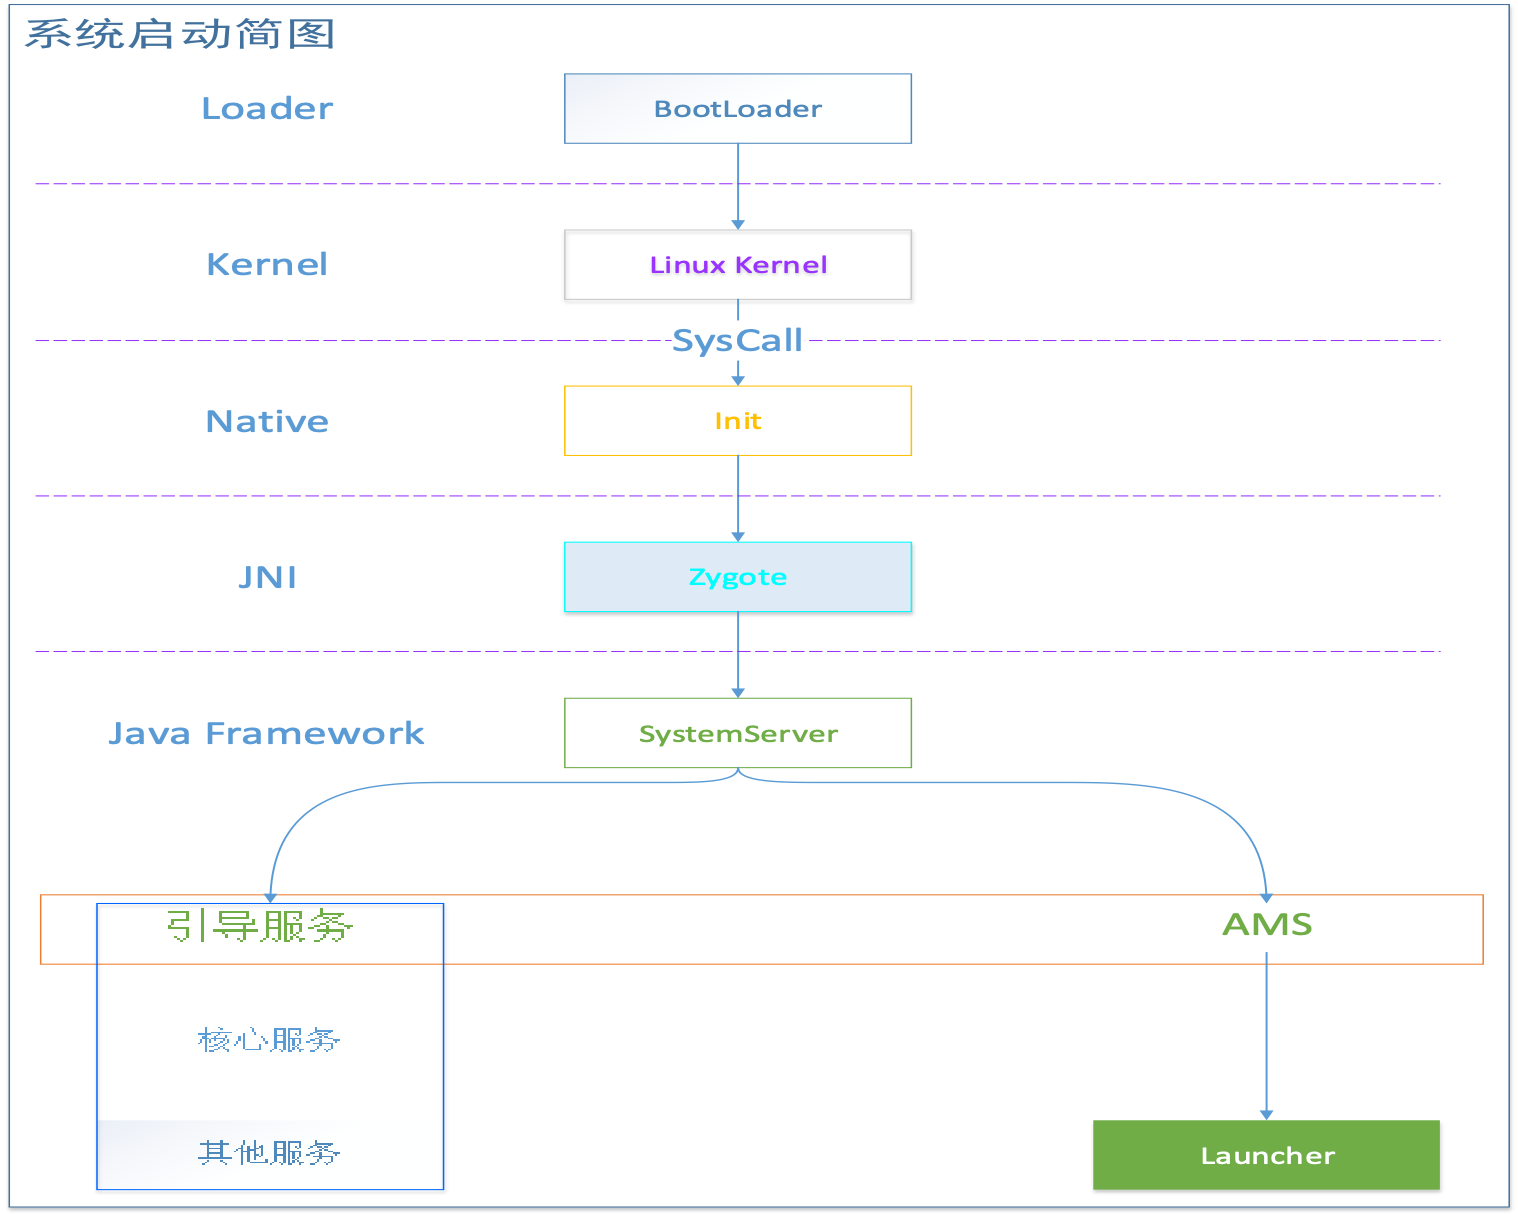 系统启动简图
Loader
BootLoader
Kernel
Linux Kernel
SysCall
Native
Init
JNI
Zygote
Java Framework
SystemServer
引导服务
AMS
核心服务
其他服务
Launcher